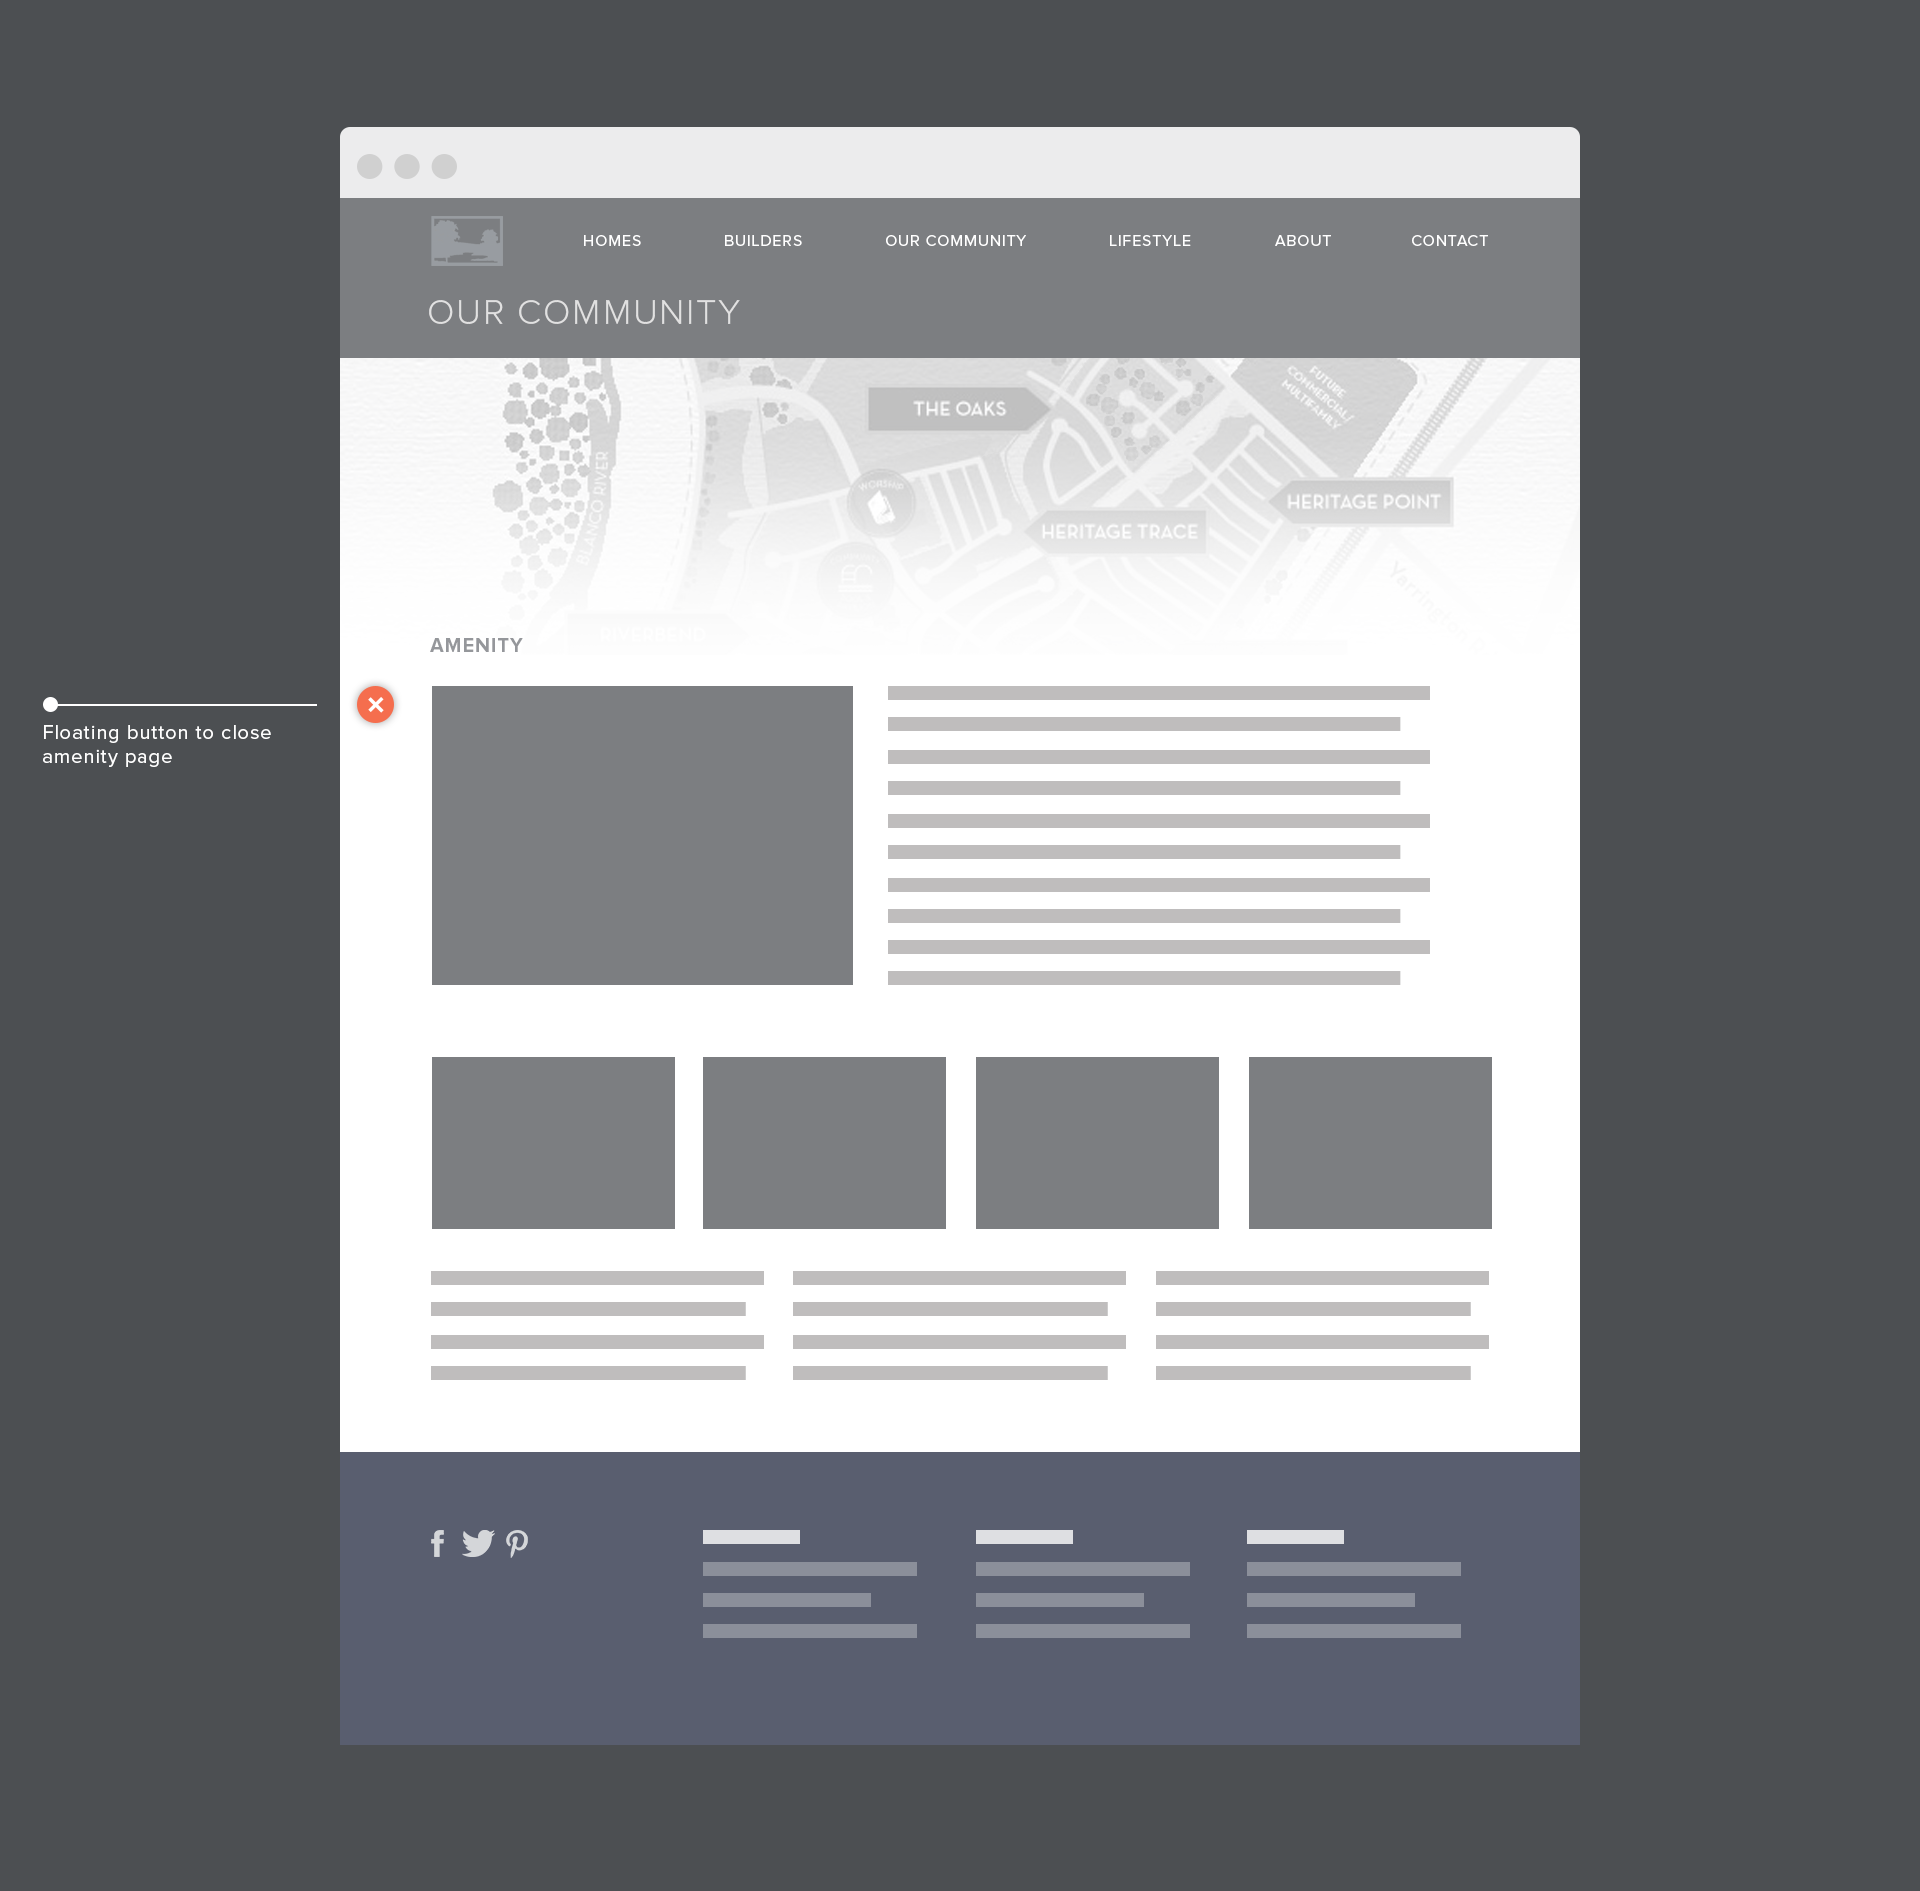 HOMES
BUILDERS
OUR COMMUNITY
LIFESTYLE
ABOUT
CONTACT
OUR COMMUNITY
FUTURE
COMMERCIAL/
MULTIFAMILY
THE OAKS
BLANCO RIVER
WORSHIP
HERITAGE POINT
HERITAGE TRACE
Yarrington
RIVERBEND
AMENITY
Floating button to close
amenity page